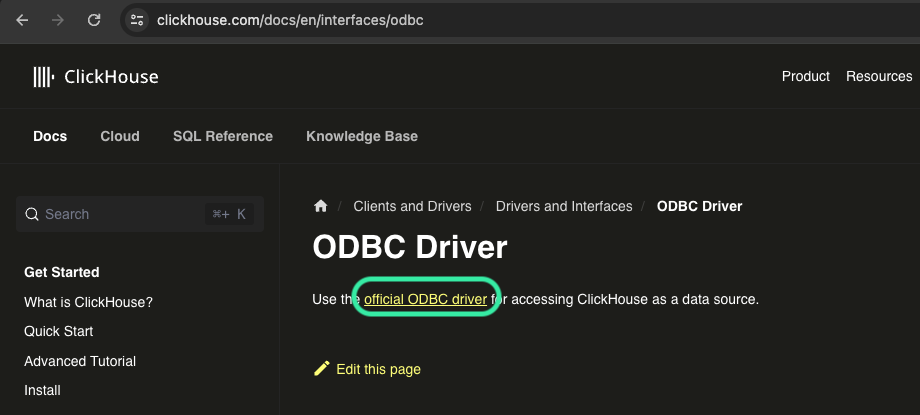 clickhouse.com/docs/en/interfaces/odbc
ClickHouse
Product Resources
Docs Cloud SQL Reference Knowledge Base
Search ⌘+ K
Clients and Drivers / Drivers and Interfaces / ODBC Driver
ODBC Driver
Use the official ODBC driver for accessing ClickHouse as a data source.
Edit this page
Get Started
What is ClickHouse?
Quick Start
Advanced Tutorial
Install